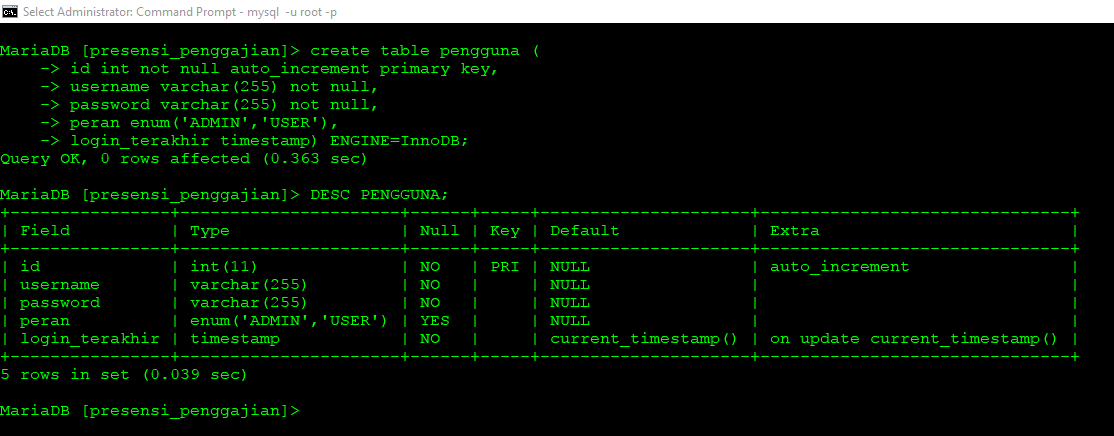 Select Administrator: Command Prompt - mysql  -u root -p
MariaDB [presensi_penggajian]> create table pengguna (
    -> id int not null auto_increment primary key,
    -> username varchar(255) not null,
    -> password varchar(255) not null,
    -> peran enum('ADMIN','USER'),
    -> login_terakhir timestamp) ENGINE=InnoDB;
Query OK, 0 rows affected (0.363 sec)
MariaDB [presensi_penggajian]> DESC PENGGUNA;
+----------------+----------------------+------+-----+---------------------+-------------------------------+
| Field          | Type                 | Null | Key | Default             | Extra                         |
+----------------+----------------------+------+-----+---------------------+-------------------------------+
| id             | int(11)              | NO   | PRI | NULL                | auto_increment                |
| username       | varchar(255)         | NO   |     | NULL                |                               |
| password       | varchar(255)         | NO   |     | NULL                |                               |
| peran          | enum('ADMIN','USER') | YES  |     | NULL                |                               |
| login_terakhir | timestamp            | NO   |     | current_timestamp() | on update current_timestamp() |
+----------------+----------------------+------+-----+---------------------+-------------------------------+
5 rows in set (0.039 sec)
MariaDB [presensi_penggajian]>